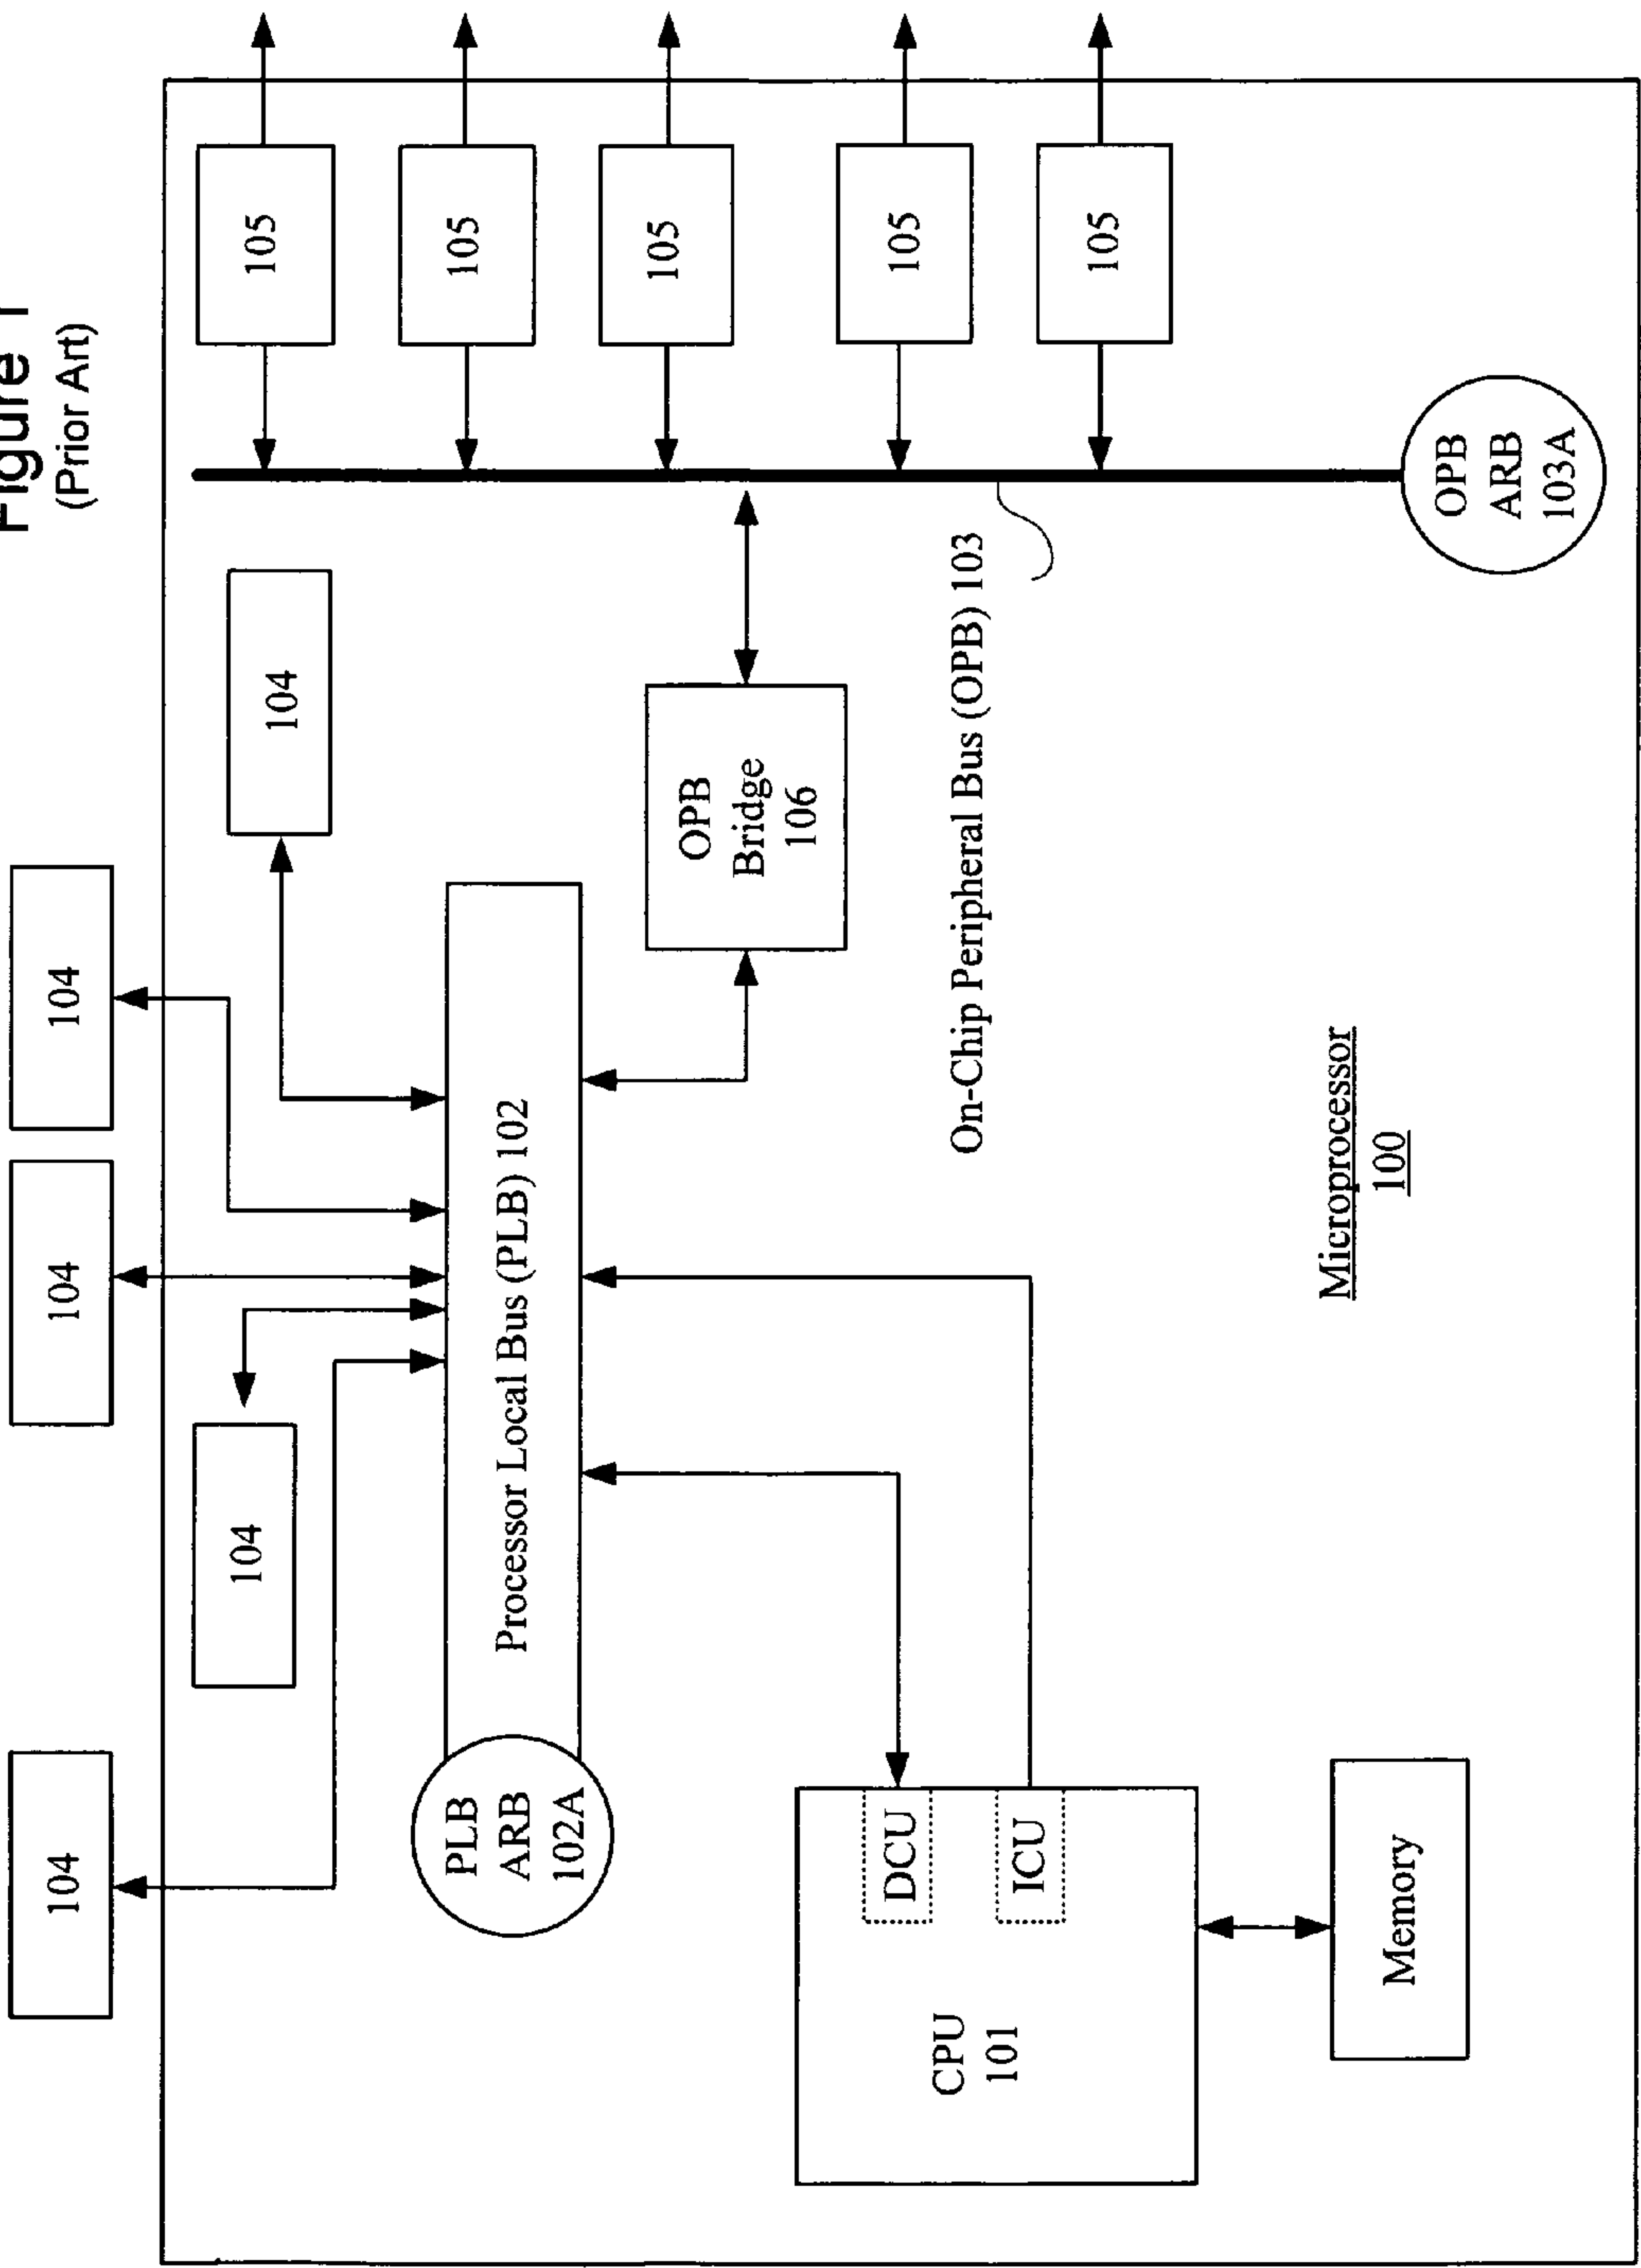 Figure 1
(Prior Art)
104
104
104
104
104
105
105
105
105
105
PLB
ARB
102A
Processor Local Bus (PLB) 102
OPB
Bridge
106
CPU
101
DCU
ICU
On-Chip Peripheral Bus (OPB) 103
Memory
Microprocessor
100
OPB
ARB
103A